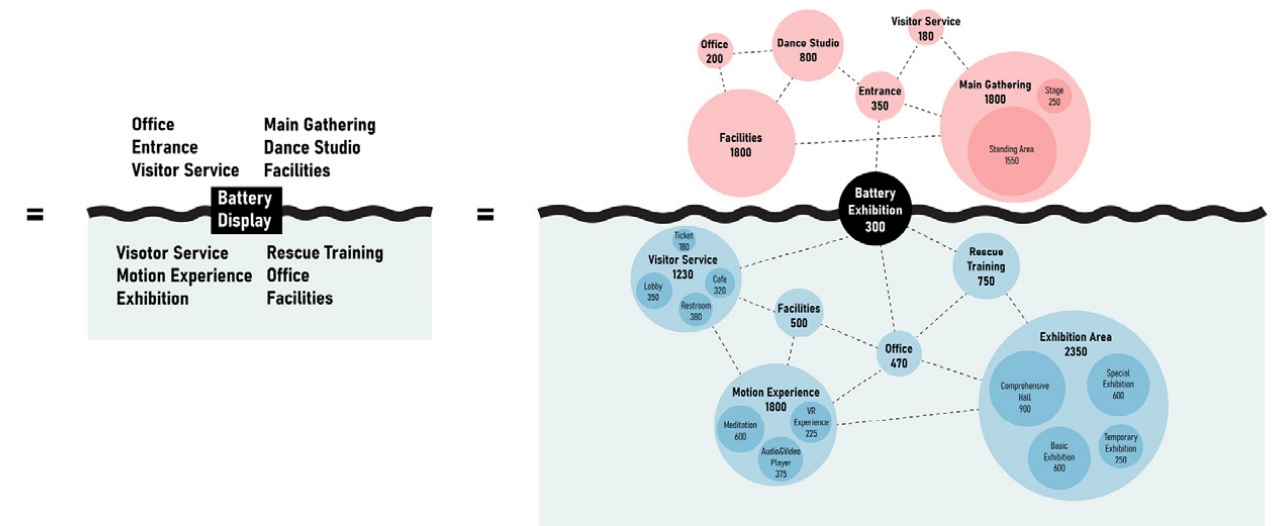 =
Office
Entrance
Visitor Service
Main Gathering
Dance Studio
Facilities
Battery
Display
Visotor Service
Motion Experience
Exhibition
Rescue Training
Office
Facilities
=
Office
200
Dance Studio
800
Visitor Service
180
Entrance
350
Main Gathering
1800
Stage
250
Standing Area
1550
Facilities
1800
Battery
Exhibition
300
Ticket
180
Visitor Service
1230
Lobby
350
Cafe
320
Restroom
380
Facilities
500
Rescue
Training
750
Office
470
Motion Experience
1800
Meditation
600
VR
Experience
225
Audio&Video
Player
375
Exhibition Area
2350
Comprehensive
Hall
900
Special
Exhibition
600
Basic
Exhibition
600
Temporary
Exhibition
250